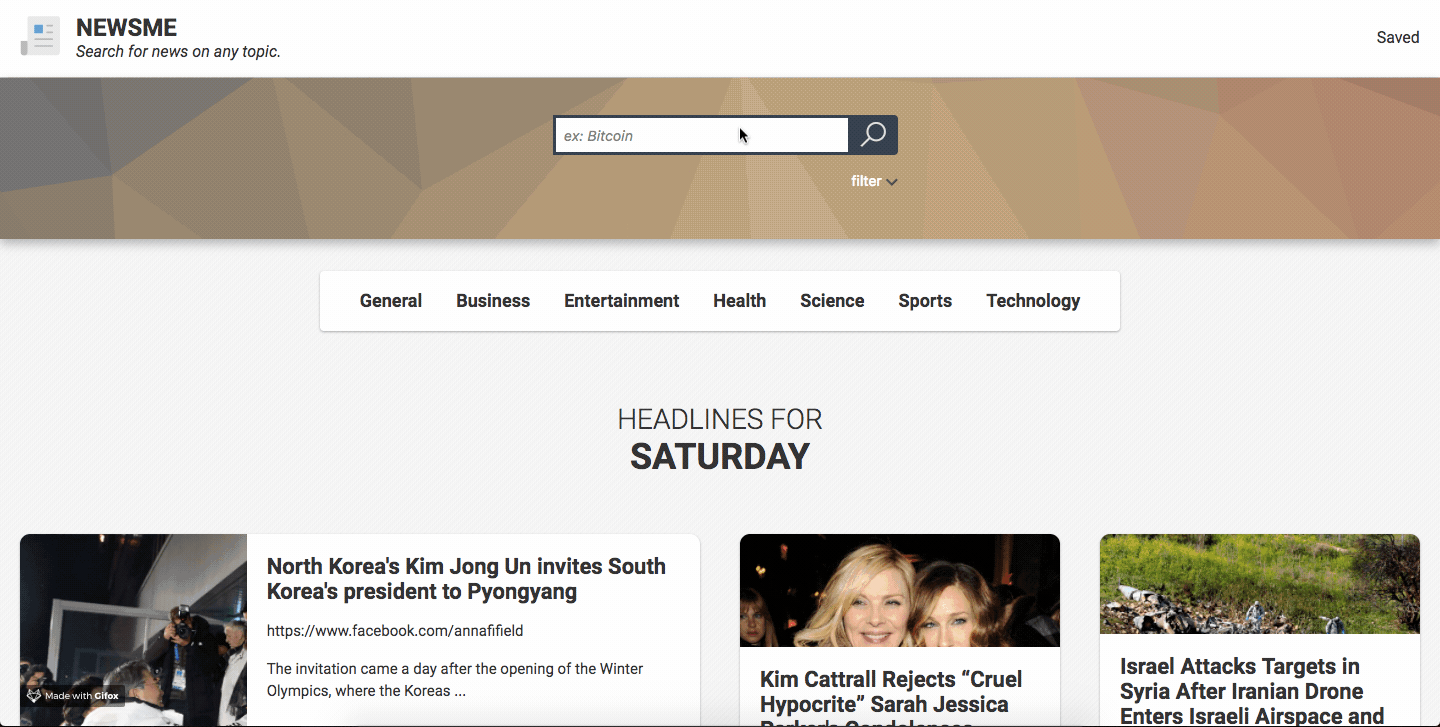 NEWSME
Search for news on any topic.
Saved
ex: Bitcoin
filter
General Business Entertainment Health Science Sports Technology
HEADLINES FOR
SATURDAY
North Korea's Kim Jong Un invites South
Korea's president to Pyongyang
https://www.facebook.com/annafifield
The invitation came a day after the opening of the Winter
Olympics, where the Koreas ...
Made with Gifox
Kim Cattrall Rejects “Cruel
Hypocrite” Sarah Jessica
Parker's Condolences
Israel Attacks Targets in
Syria After Iranian Drone
Enters Israeli Airspace and